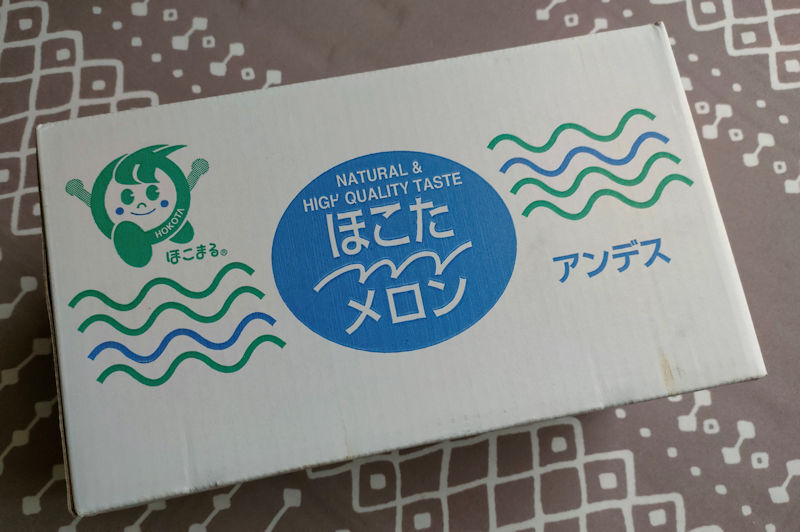 HOKOTA
ほこまる®
NATURAL &
HIGH QUALITY TASTE
ほこた
メロン
アンデス